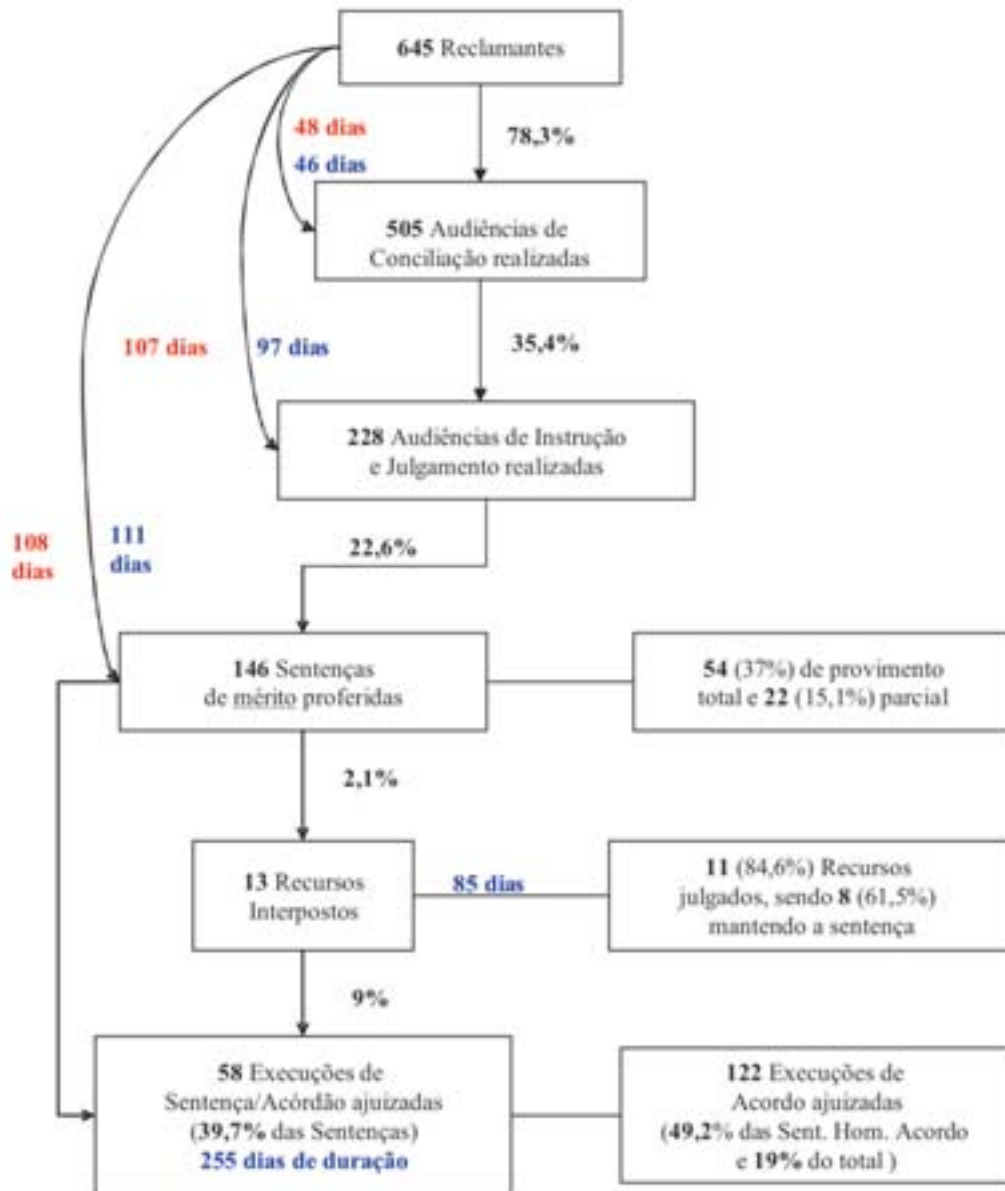 645 Reclamantes
48 dias
46 dias
78,3%
505 Audiências de
Conciliação realizadas
107 dias
97 dias
35,4%
228 Audiências de Instrução
e Julgamento realizadas
108
dias
111
dias
22,6%
146 Sentenças
de mérito proferidas
54 (37%) de provimento
total e 22 (15,1%) parcial
2,1%
13 Recursos
Interpostos
85 dias
11 (84,6%) Recursos
julgados, sendo 8 (61,5%)
mantendo a sentença
9%
58 Execuções de
Sentença/Acórdão ajuizadas
(39,7% das Sentenças)
255 dias de duração
122 Execuções de
Acordo ajuizadas
(49,2% das Sent. Hom. Acordo
e 19% do total )